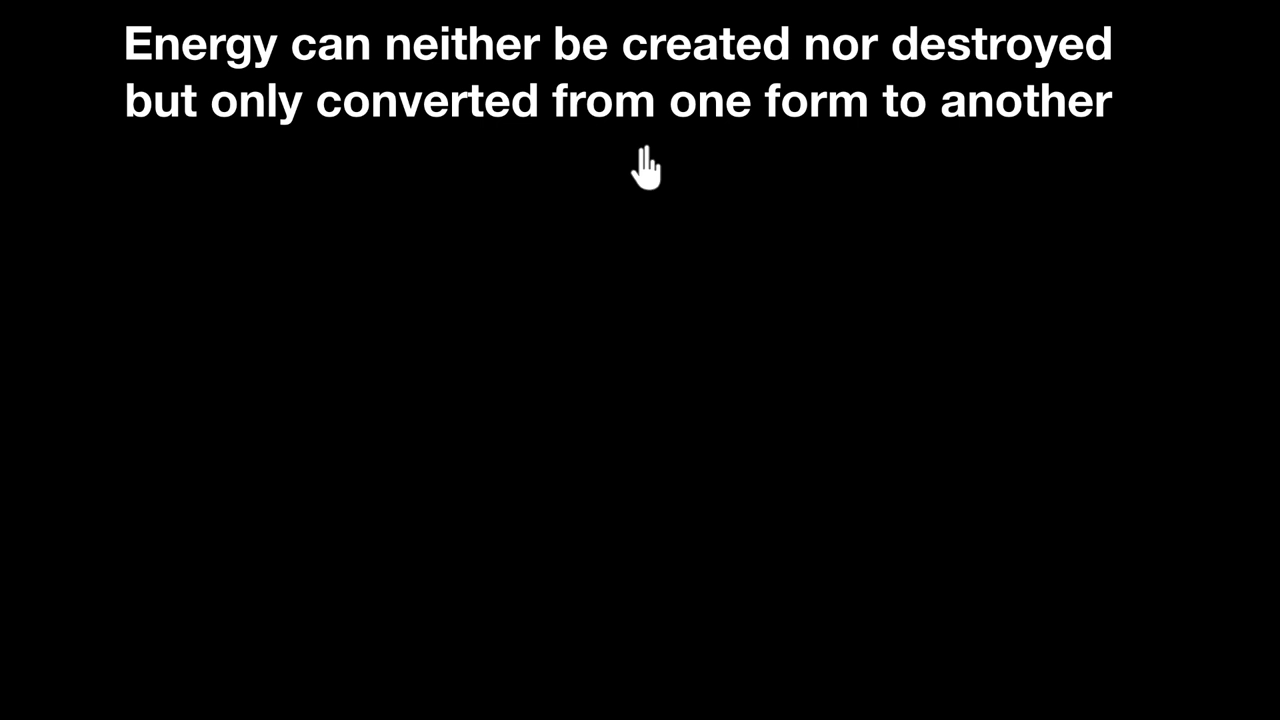 Energy can neither be created nor destroyed
but only converted from one form to another